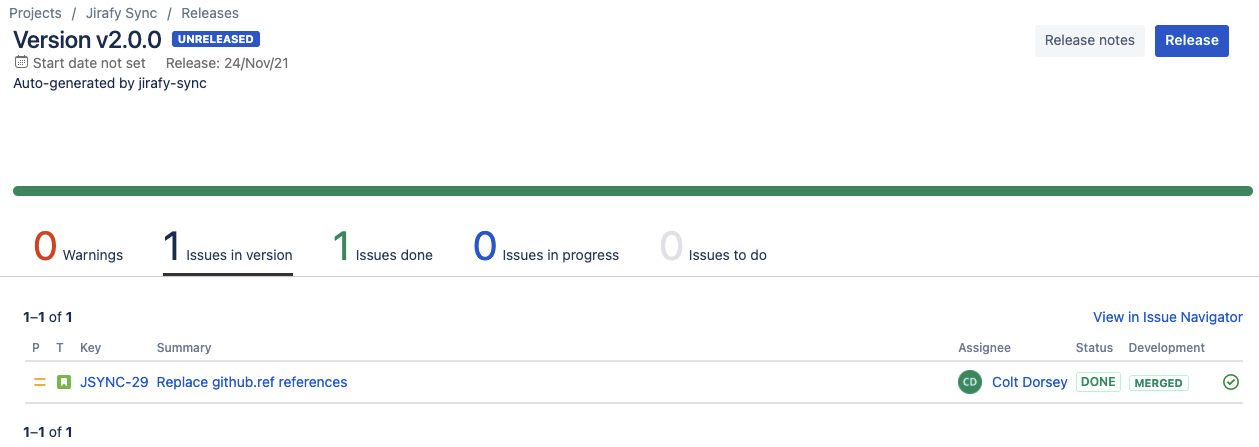 Projects / Jirafy Sync / Releases
Version v2.0.0 UNRELEASED
Release notes Release
Start date not set Release: 24/Nov/21
Auto-generated by jirafy-sync
0 Warnings 1 Issues in version 1 Issues done 0 Issues in progress 0 Issues to do
1–1 of 1 View in Issue Navigator
P T Key Summary Assignee Status Development
JSYNC-29 Replace github.ref references CD Colt Dorsey DONE MERGED
1–1 of 1